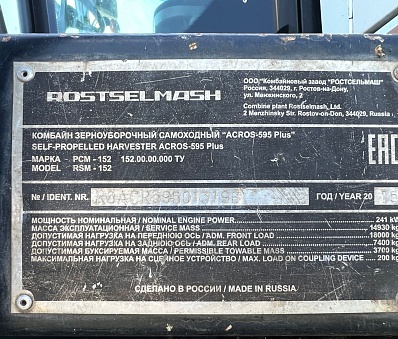 ROSTSELMASH
ООО"Комбайновый завод "РОСТСЕЛЬМАШ"
Россия, 344029, г. Ростов-на-Дону,
ул. Менжинского, 2
Combine plant Rostselmash, Ltd.
2 Menzhinsky Str. Rostov-on-Don, 344029, Russia
КОМБАЙН ЗЕРНОУБОРОЧНЫЙ САМОХОДНЫЙ "ACROS-595 Plus"
SELF-PROPELLED HARVESTER ACROS-595 Plus
МАРКА РСМ - 152 152.00.00.000 ТУ
MODEL RSM - 152
EAC
№ / IDENT. NR.
ГОД / YEAR 20
МОЩНОСТЬ НОМИНАЛЬНАЯ / NOMINAL ENGINE POWER 241 kW
МАССА ЭКСПЛУАТАЦИОННАЯ / SERVICE MASS 14930 kg
ДОПУСТИМАЯ НАГРУЗКА НА ПЕРЕДНЮЮ ОСЬ / ADM. FRONT LOAD 18000 kg
ДОПУСТИМАЯ НАГРУЗКА НА ЗАДНЮЮ ОСЬ / ADM. REAR LOAD 7400 kg
ДОПУСТИМАЯ БУКСИРУЕМАЯ МАССА / PERMISSIBLE TOWABLE MASS 3700 kg
МАКСИМАЛЬНАЯ НАГРУЗКА НА СЦЕПНОЕ УСТРОЙСТВО / MAX. LOAD ON COUPLING DEVICE 200 kg
СДЕЛАНО В РОССИИ / MADE IN RUSSIA